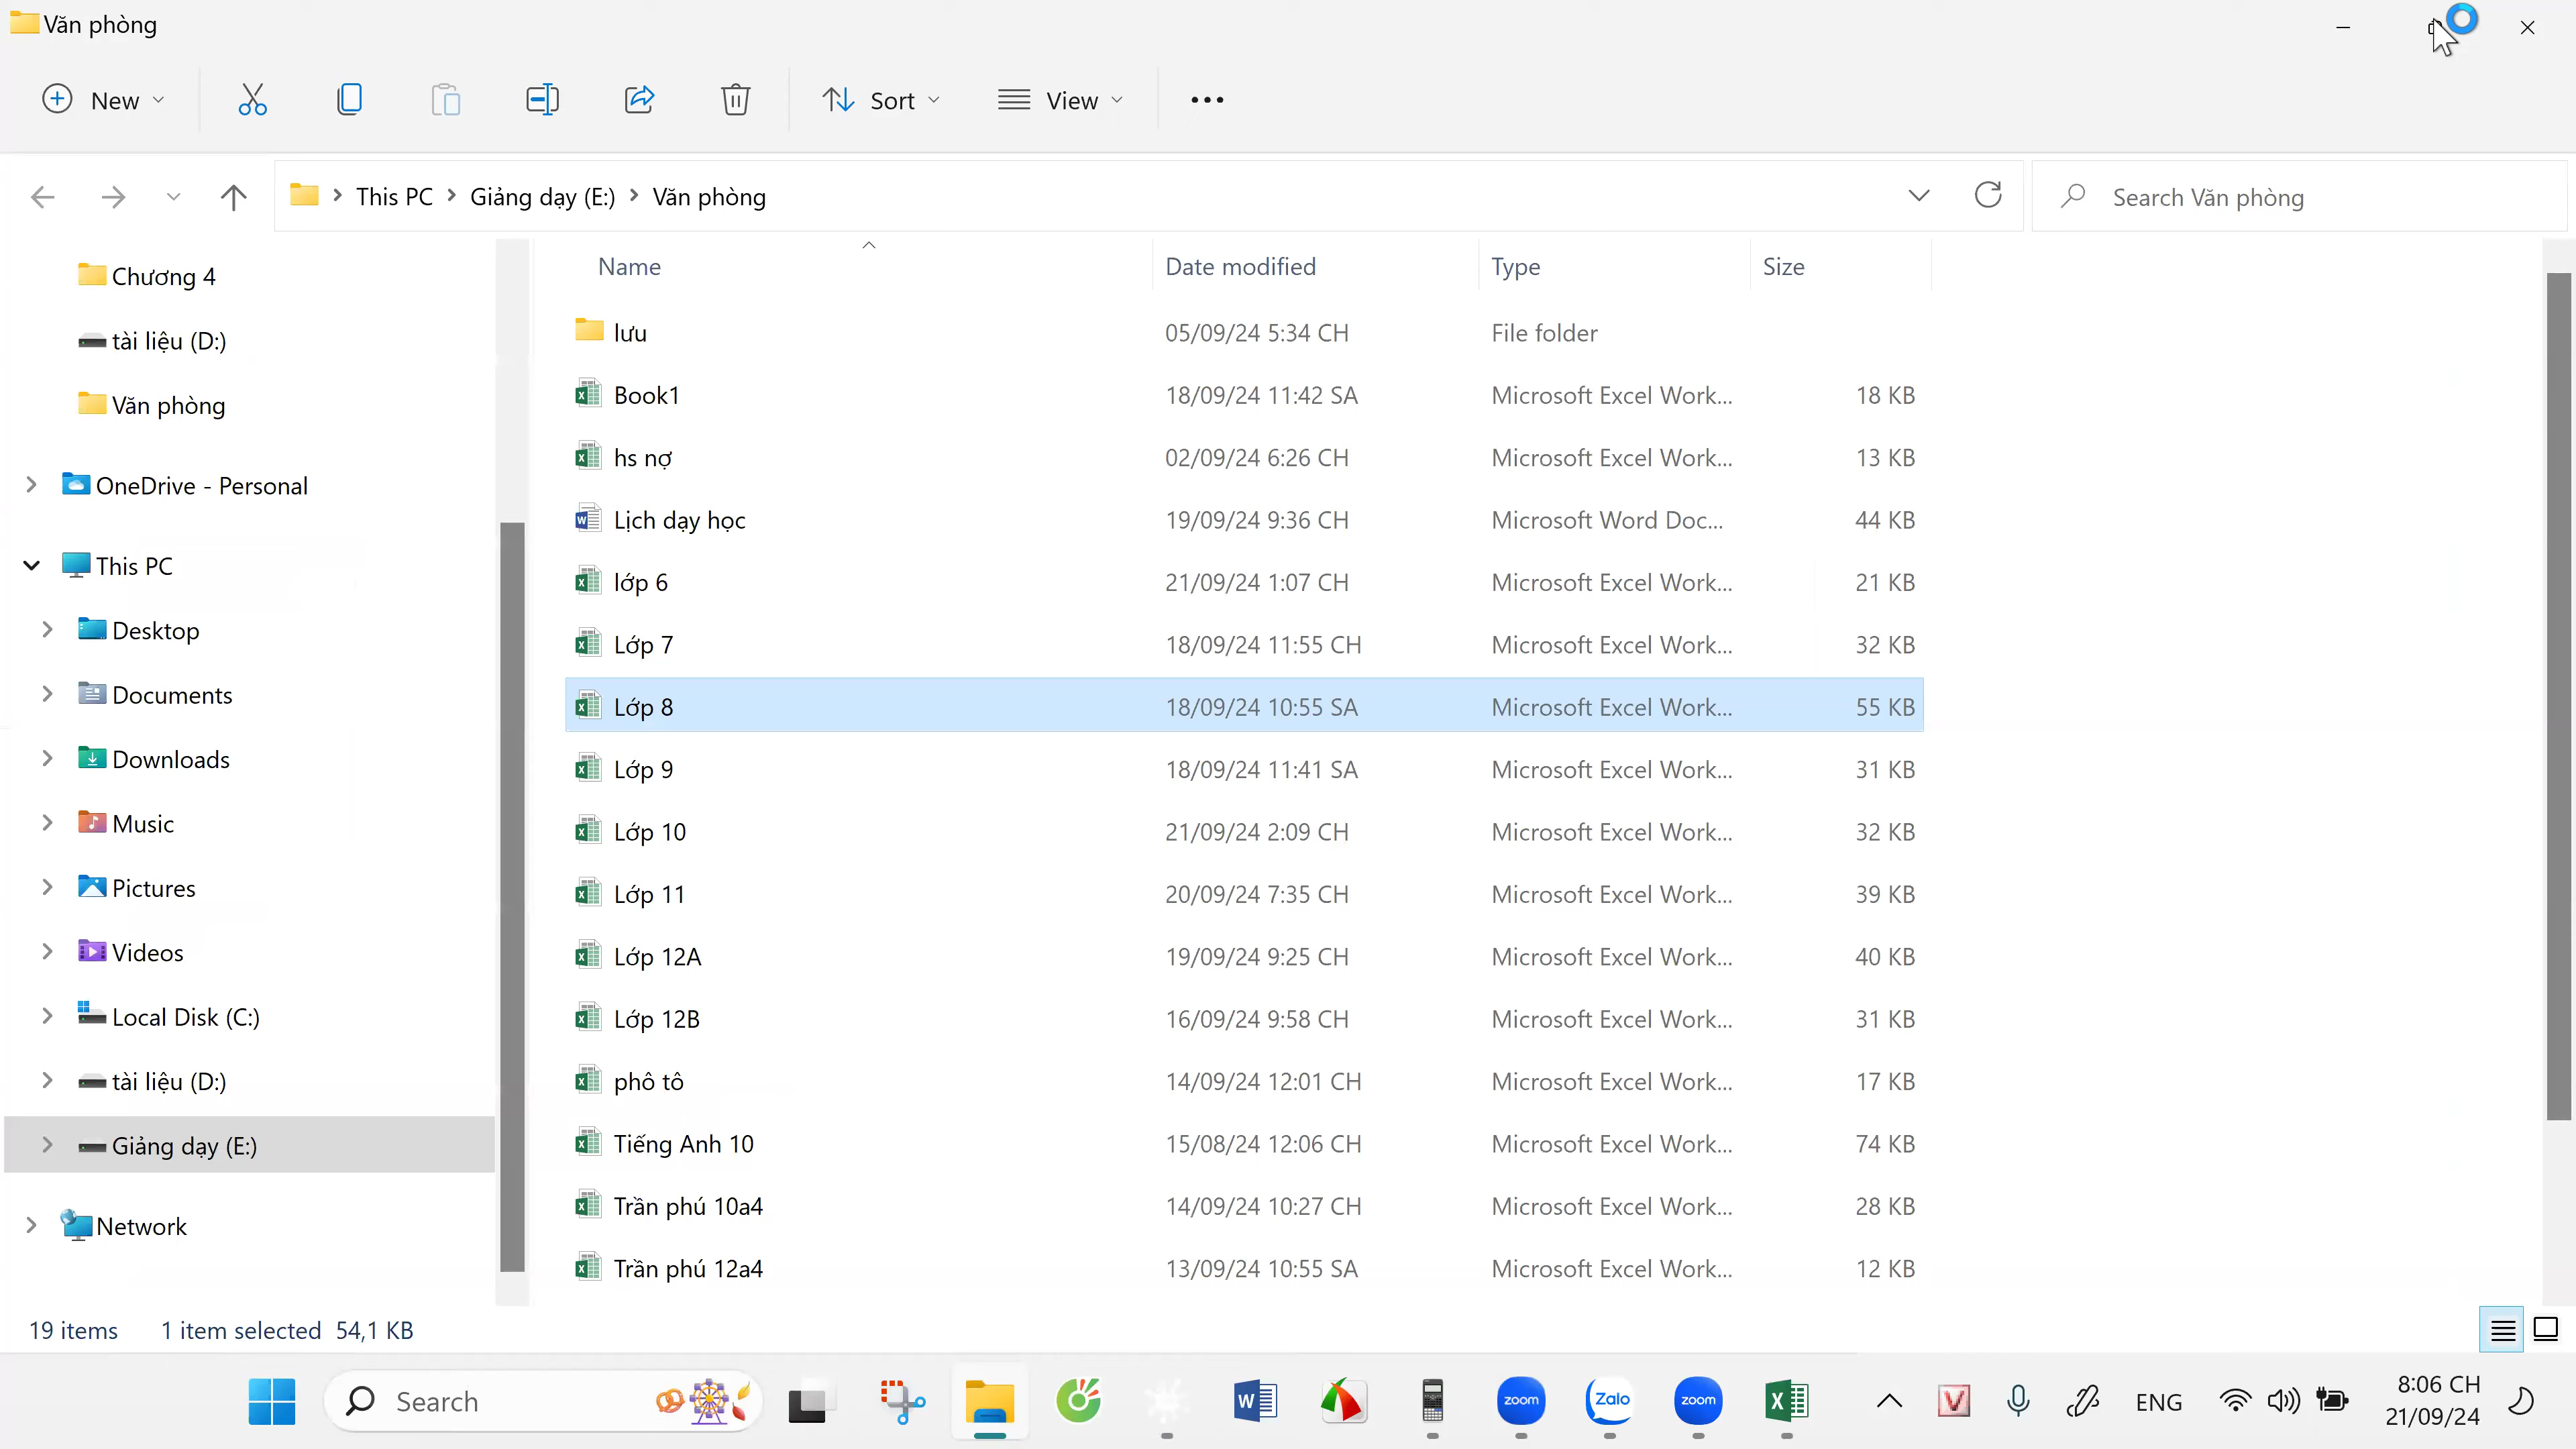 Văn phòng
New Sort View
This PC Giảng dạy (E:) Văn phòng Search Văn phòng
Chương 4
tài liệu (D:)
Văn phòng
OneDrive - Personal
This PC
Desktop
Documents
Downloads
Music
Pictures
Videos
Local Disk (C:)
tài liệu (D:)
Giảng dạy (E:)
Network
Name Date modified Type Size
lưu 05/09/24 5:34 CH File folder
Book1 18/09/24 11:42 SA Microsoft Excel Work... 18 KB
hs nợ 02/09/24 6:26 CH Microsoft Excel Work... 13 KB
Lịch dạy học 19/09/24 9:36 CH Microsoft Word Doc... 44 KB
lớp 6 21/09/24 1:07 CH Microsoft Excel Work... 21 KB
Lớp 7 18/09/24 11:55 CH Microsoft Excel Work... 32 KB
Lớp 8 18/09/24 10:55 SA Microsoft Excel Work... 55 KB
Lớp 9 18/09/24 11:41 SA Microsoft Excel Work... 31 KB
Lớp 10 21/09/24 2:09 CH Microsoft Excel Work... 32 KB
Lớp 11 20/09/24 7:35 CH Microsoft Excel Work... 39 KB
Lớp 12A 19/09/24 9:25 CH Microsoft Excel Work... 40 KB
Lớp 12B 16/09/24 9:58 CH Microsoft Excel Work... 31 KB
phô tô 14/09/24 12:01 CH Microsoft Excel Work... 17 KB
Tiếng Anh 10 15/08/24 12:06 CH Microsoft Excel Work... 74 KB
Trần phú 10a4 14/09/24 10:27 CH Microsoft Excel Work... 28 KB
Trần phú 12a4 13/09/24 10:55 SA Microsoft Excel Work... 12 KB
19 items 1 item selected 54,1 KB
Search zoom Zalo zoom ENG 8:06 CH
21/09/24